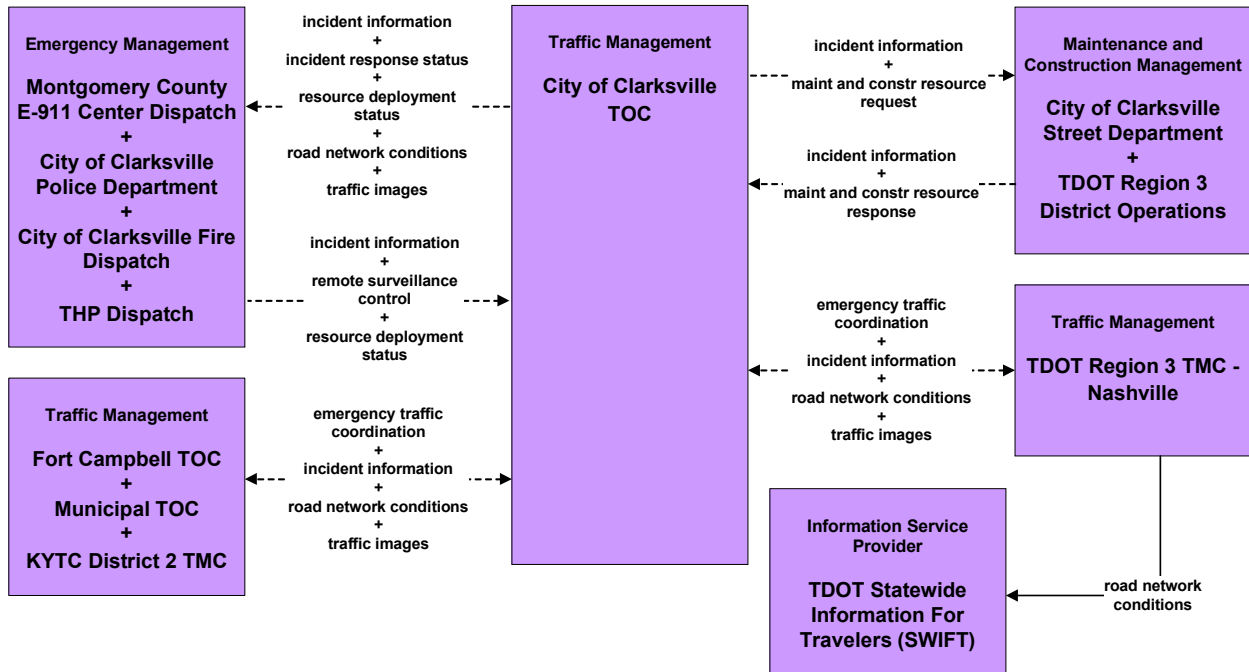 Emergency Management
Montgomery County
E-911 Center Dispatch
+
City of Clarksville
Police Department
+
City of Clarksville Fire
Dispatch
+
THP Dispatch
incident information
+
incident response status
+
resource deployment
status
+
road network conditions
+
traffic images
incident information
+
remote surveillance
control
+
resource deployment
status
Traffic Management
City of Clarksville
TOC
incident information
+
maint and constr resource
request
incident information
+
maint and constr resource
response
Maintenance and
Construction Management
City of Clarksville
Street Department
+
TDOT Region 3
District Operations
Traffic Management
Fort Campbell TOC
+
Municipal TOC
+
KYTC District 2 TMC
emergency traffic
coordination
+
incident information
+
road network conditions
+
traffic images
emergency traffic
coordination
+
incident information
+
road network conditions
+
traffic images
Traffic Management
TDOT Region 3 TMC -
Nashville
Information Service
Provider
TDOT Statewide
Information For
Travelers (SWIFT)
road network
conditions